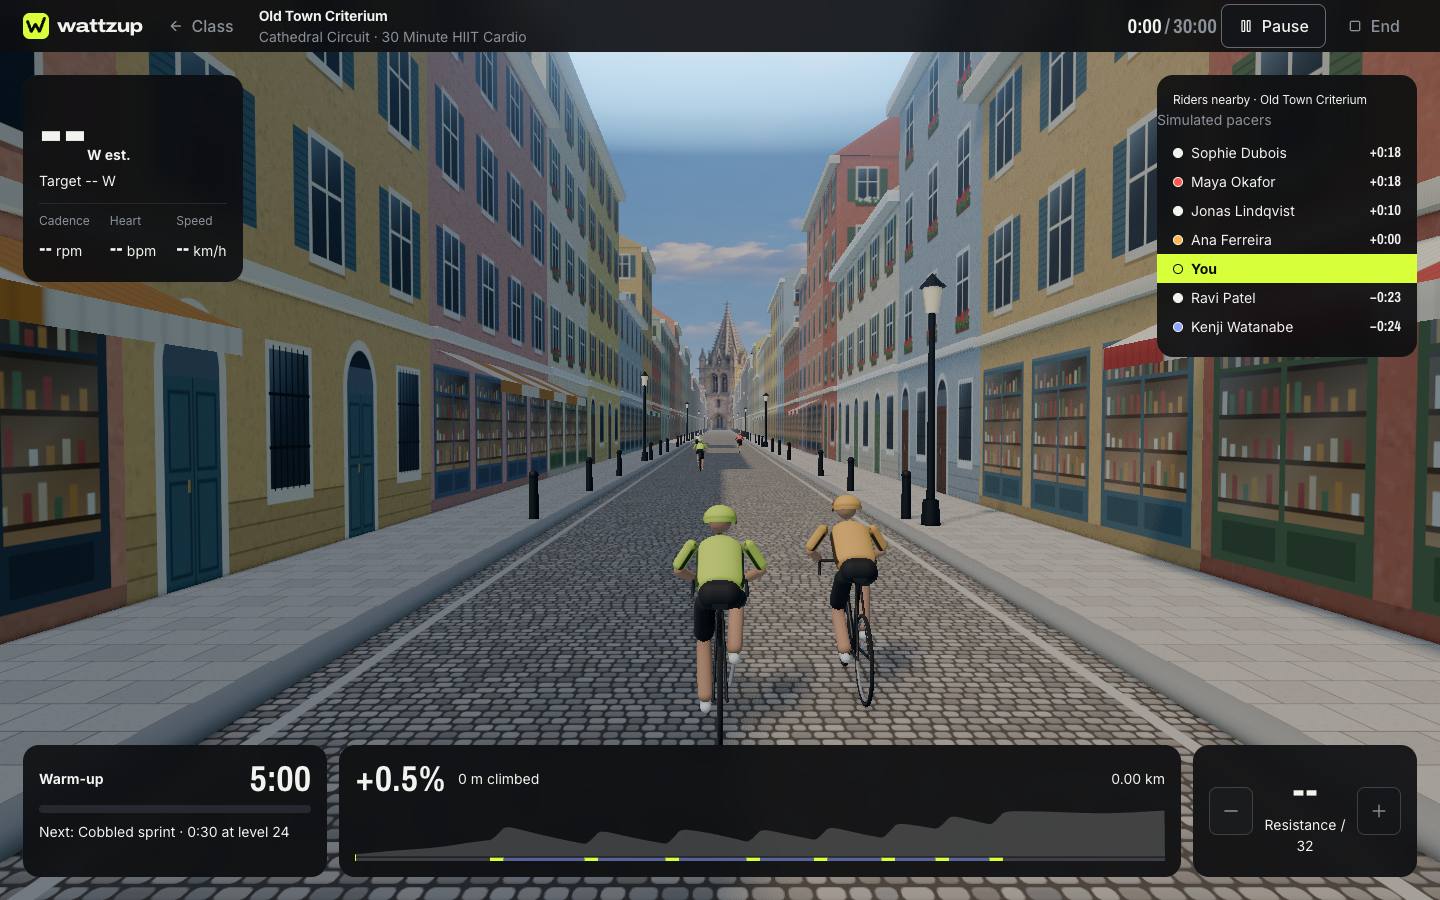 wattzup
← Class
Old Town Criterium
Cathedral Circuit · 30 Minute HIIT Cardio
0:00 / 30:00
Pause
End
--
W est.
Target -- W
Cadence
Heart
Speed
-- rpm
-- bpm
-- km/h
Riders nearby · Old Town Criterium
Simulated pacers
Sophie Dubois +0:18
Maya Okafor +0:18
Jonas Lindqvist +0:10
Ana Ferreira +0:00
You
Ravi Patel −0:23
Kenji Watanabe −0:24
Warm-up 5:00
Next: Cobbled sprint · 0:30 at level 24
+0.5% 0 m climbed 0.00 km
−
--
+
Resistance /
32